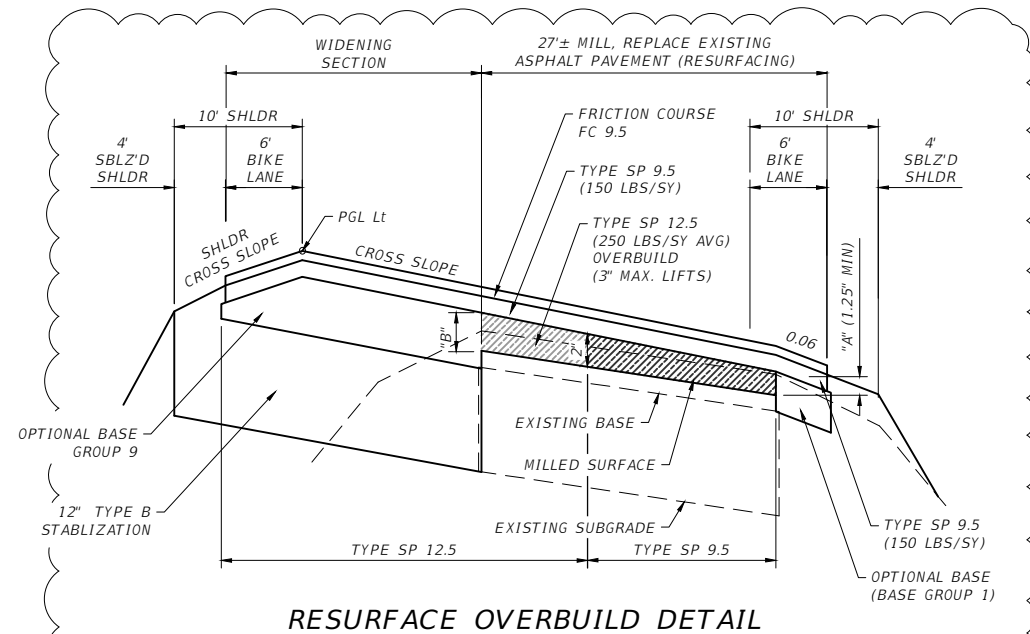 WIDENING
SECTION
27'± MILL, REPLACE EXISTING
ASPHALT PAVEMENT (RESURFACING)
10' SHLDR
FRICTION COURSE
FC 9.5
10' SHLDR
4'
SBLZ'D
SHLDR
6'
BIKE
LANE
TYPE SP 9.5
(150 LBS/SY)
6'
BIKE
LANE
4'
SBLZ'D
SHLDR
PGL Lt
TYPE SP 12.5
(250 LBS/SY AVG)
OVERBUILD
(3" MAX. LIFTS)
SHLDR
CROSS SLOPE
CROSS SLOPE
"A" (1.25" MIN)
"B"
2"
0.06
EXISTING BASE
OPTIONAL BASE
GROUP 9
MILLED SURFACE
12" TYPE B
STABLIZATION
EXISTING SUBGRADE
TYPE SP 9.5
(150 LBS/SY)
TYPE SP 12.5
TYPE SP 9.5
OPTIONAL BASE
(BASE GROUP 1)
RESURFACE OVERBUILD DETAIL